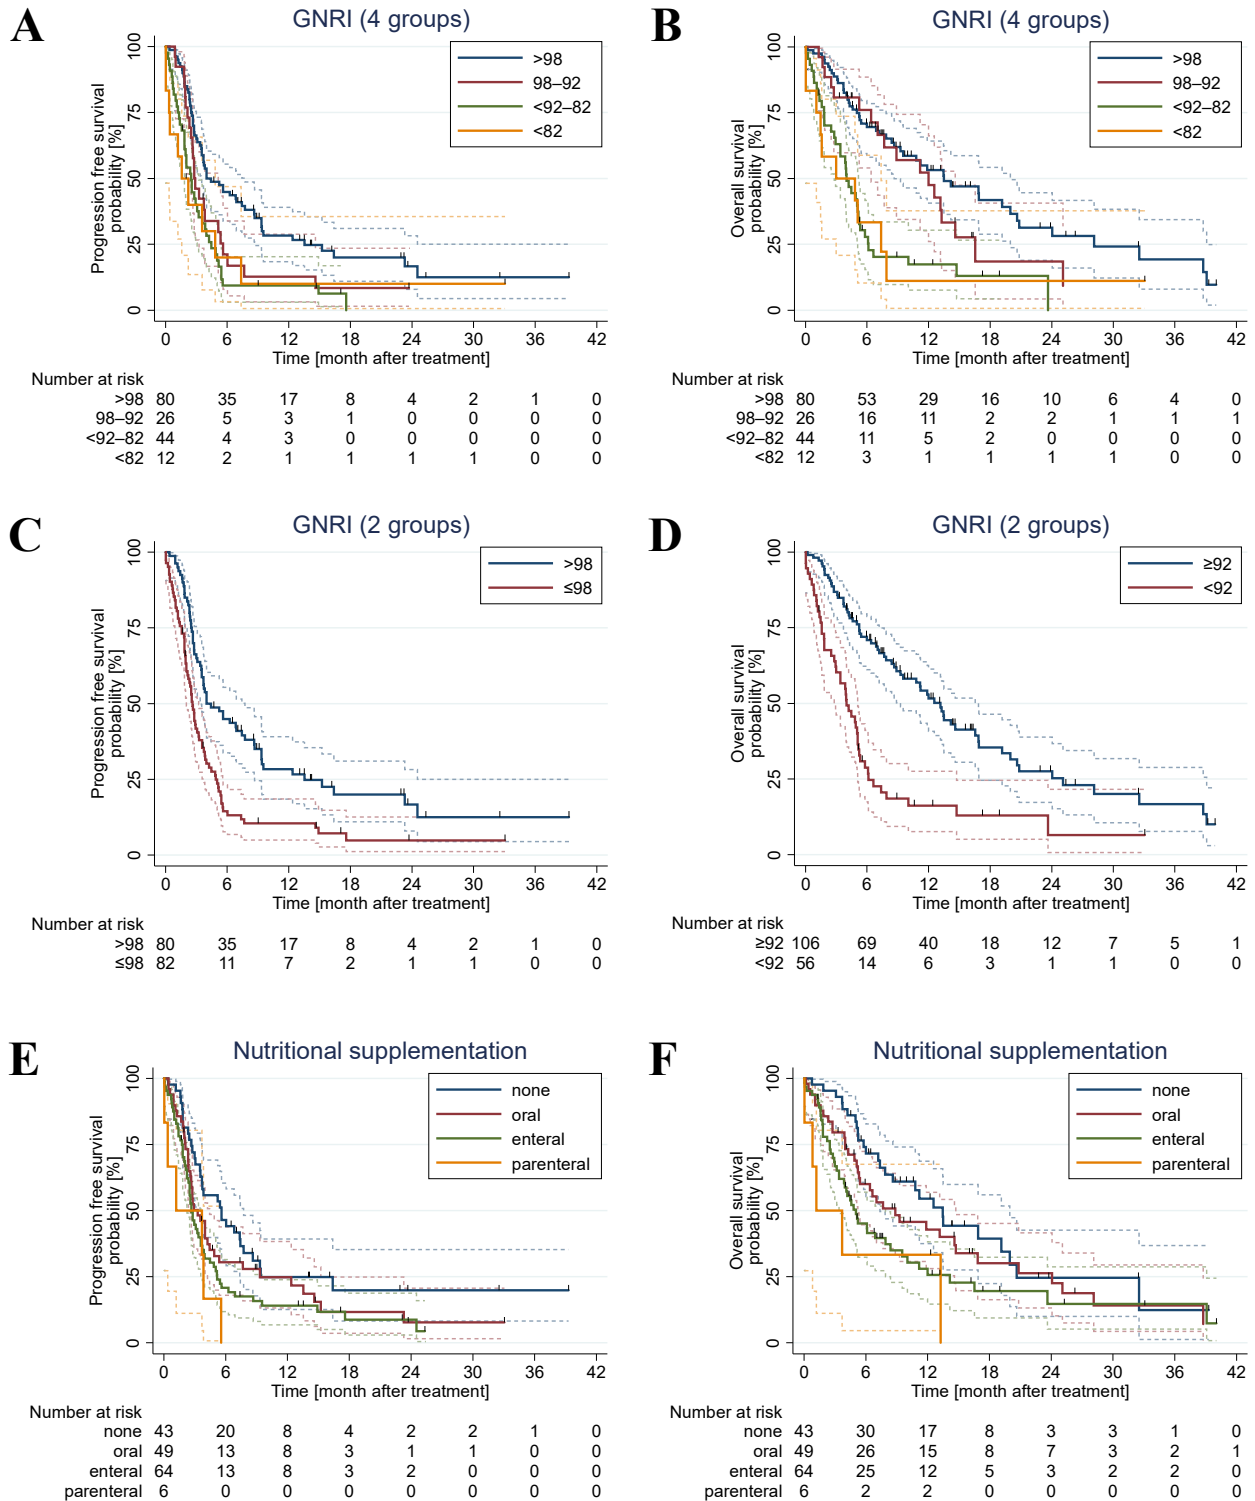 A
GNRI (4 groups)
>98
98–92
<92–82
<82
Progression free survival
probability [%]
100
75
50
25
0
0 6 12 18 24 30 36 42
Time [month after treatment]
Number at risk
>98 80 35 17 8 4 2 1 0
98–92 26 5 3 1 0 0 0 0
<92–82 44 4 3 0 0 0 0 0
<82 12 2 1 1 1 1 0 0
B
GNRI (4 groups)
>98
98–92
<92–82
<82
Overall survival
probability [%]
100
75
50
25
0
0 6 12 18 24 30 36 42
Time [month after treatment]
Number at risk
>98 80 53 29 16 10 6 4 0
98–92 26 16 11 2 2 1 1 1
<92–82 44 11 5 2 0 0 0 0
<82 12 3 1 1 1 1 0 0
C
GNRI (2 groups)
>98
≤98
Progression free survival
probability [%]
100
75
50
25
0
0 6 12 18 24 30 36 42
Time [month after treatment]
Number at risk
>98 80 35 17 8 4 2 1 0
≤98 82 11 7 2 1 1 0 0
D
GNRI (2 groups)
≥92
<92
Overall survival
probability [%]
100
75
50
25
0
0 6 12 18 24 30 36 42
Time [month after treatment]
Number at risk
≥92 106 69 40 18 12 7 5 1
<92 56 14 6 3 1 1 0 0
E
Nutritional supplementation
none
oral
enteral
parenteral
Progression free survival
probability [%]
100
75
50
25
0
0 6 12 18 24 30 36 42
Time [month after treatment]
Number at risk
none 43 20 8 4 2 2 1 0
oral 49 13 8 3 1 1 0 0
enteral 64 13 8 3 2 0 0 0
parenteral 6 0 0 0 0 0 0 0
F
Nutritional supplementation
none
oral
enteral
parenteral
Overall survival
probability [%]
100
75
50
25
0
0 6 12 18 24 30 36 42
Time [month after treatment]
Number at risk
none 43 30 17 8 3 3 1 0
oral 49 26 15 8 7 3 2 1
enteral 64 25 12 5 3 2 2 0
parenteral 6 2 2 0 0 0 0 0